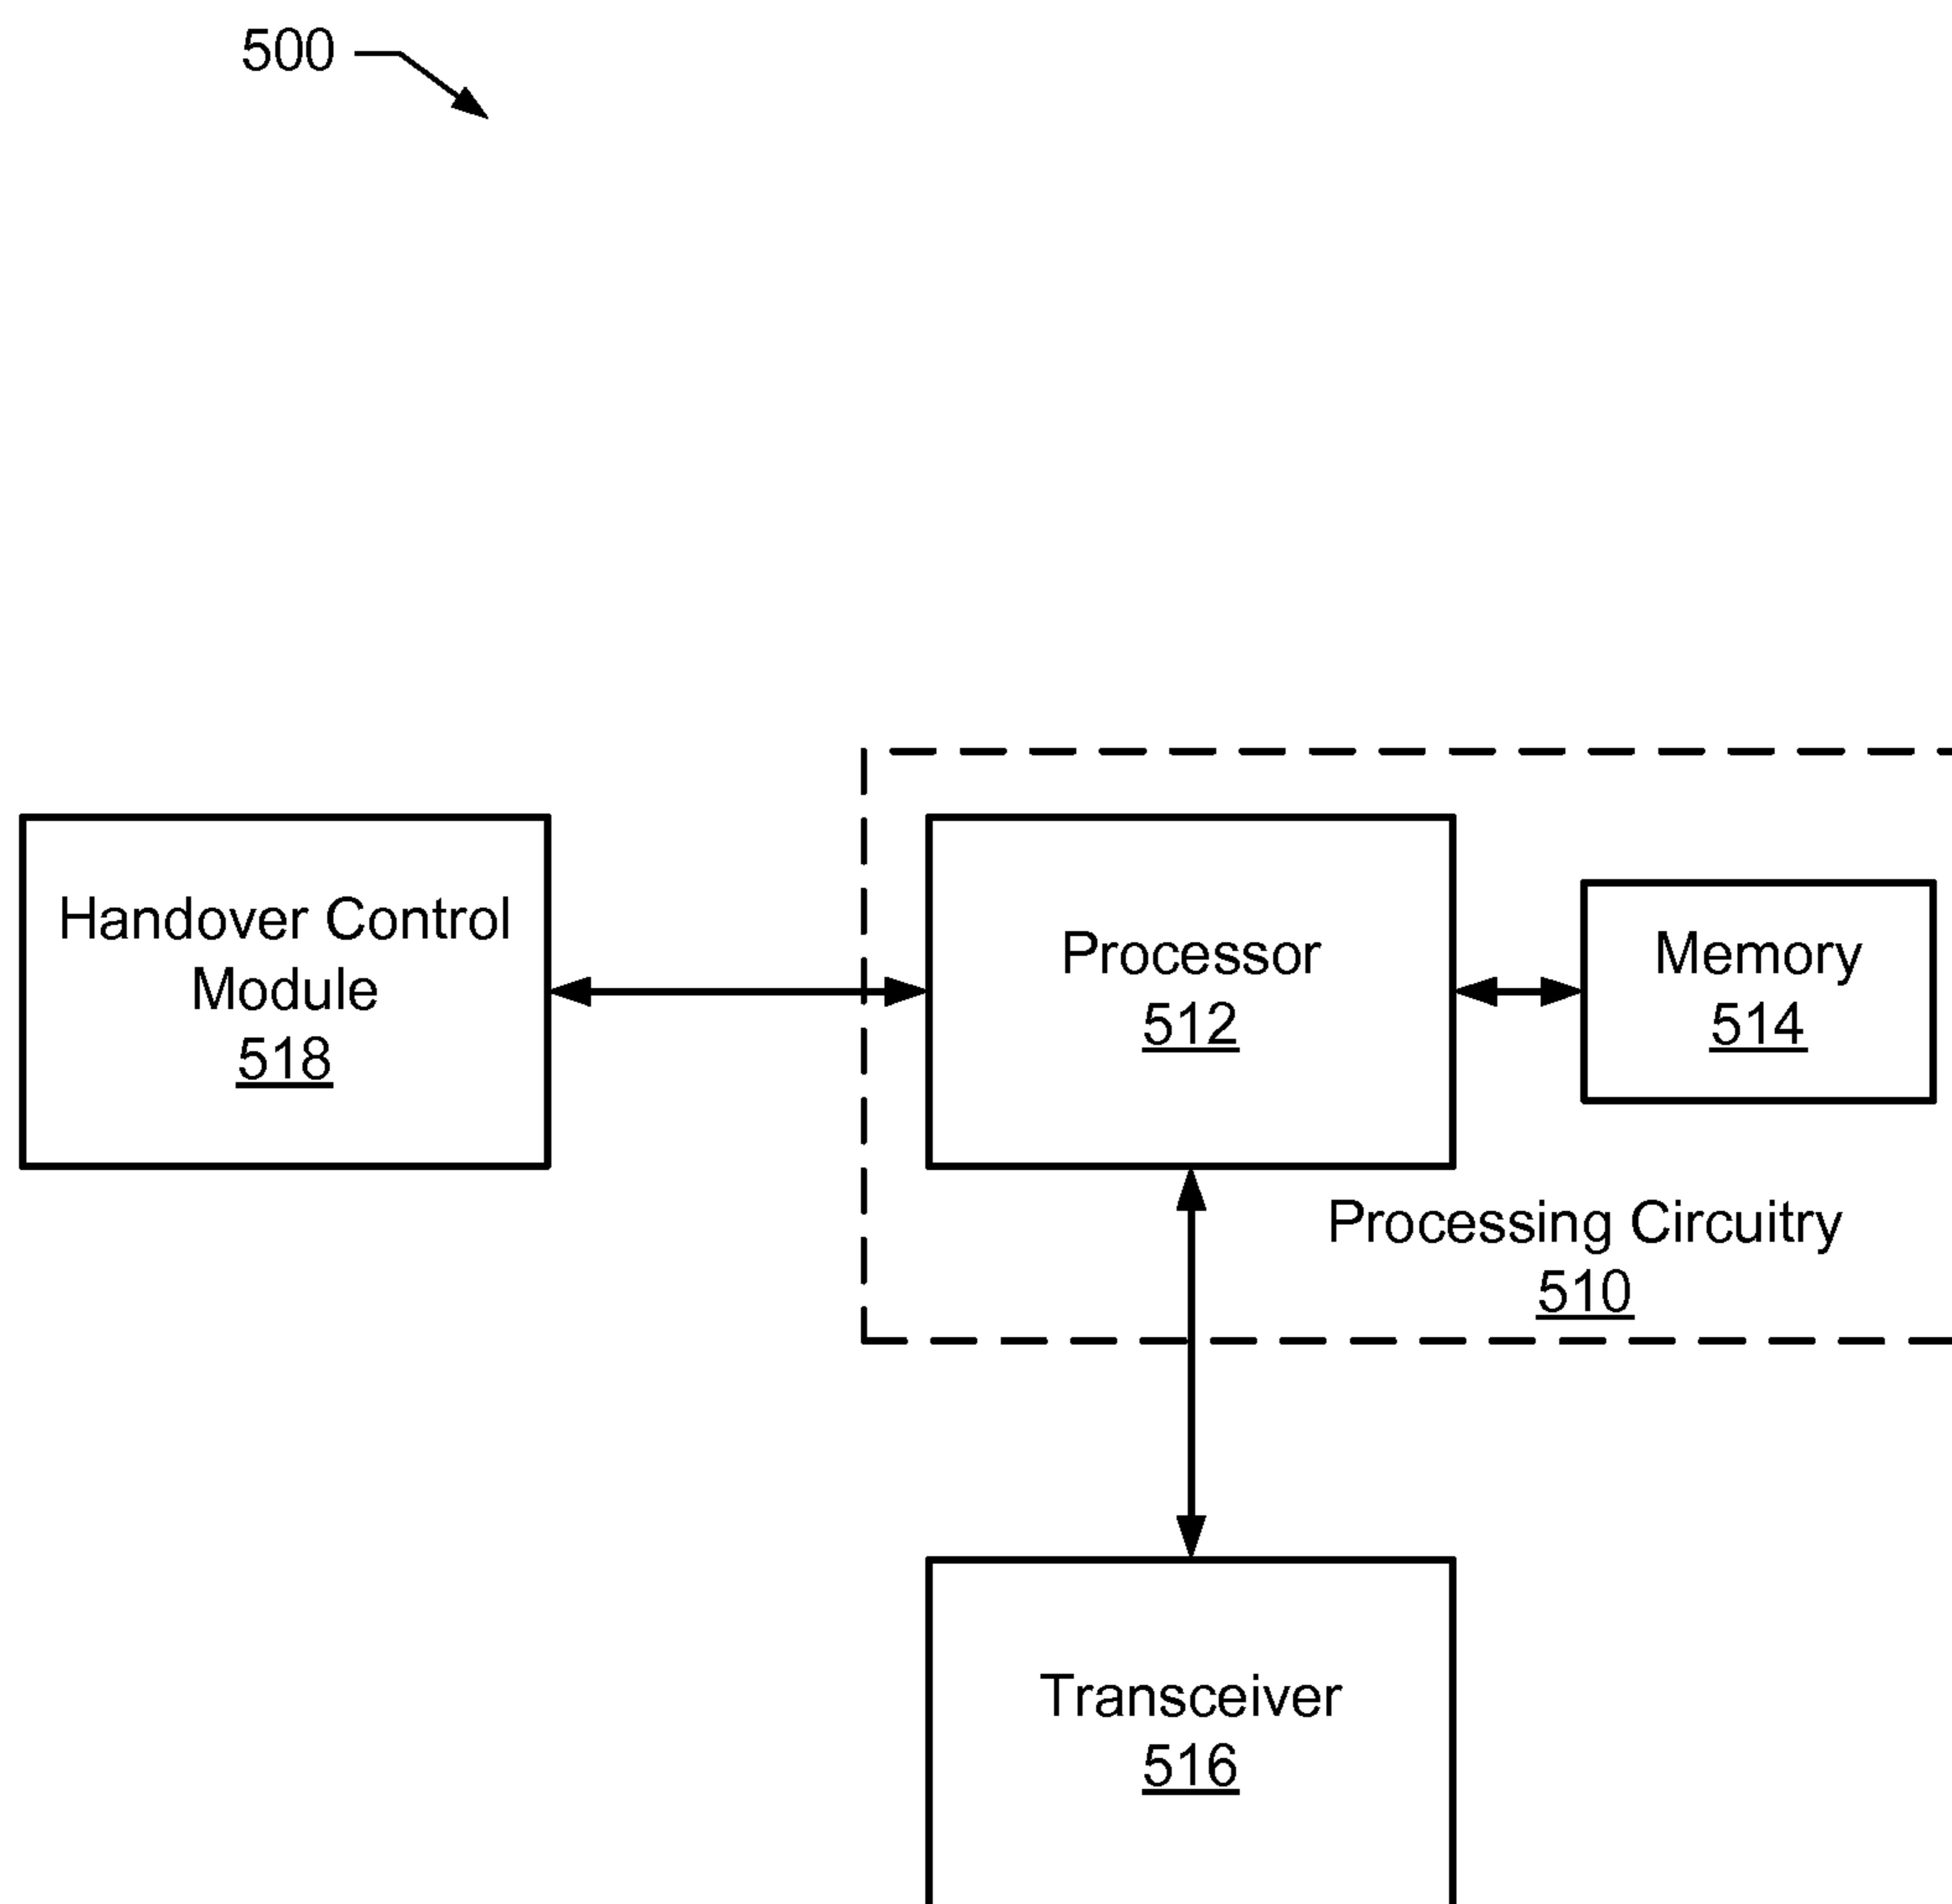 500
Handover Control
Module
518
Processor
512
Memory
514
Processing Circuitry
510
Transceiver
516